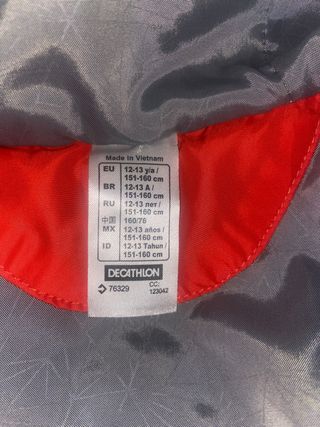 Made in Vietnam
EU 12-13 y/a /
151-160 cm
BR 12-13 A /
151-160 cm
RU 12-13 лет /
151-160 cm
中国 160/76
MX 12-13 años /
151-160 cm
ID 12-13 Tahun /
151-160 cm
DECATHLON
76329 CC:
123042